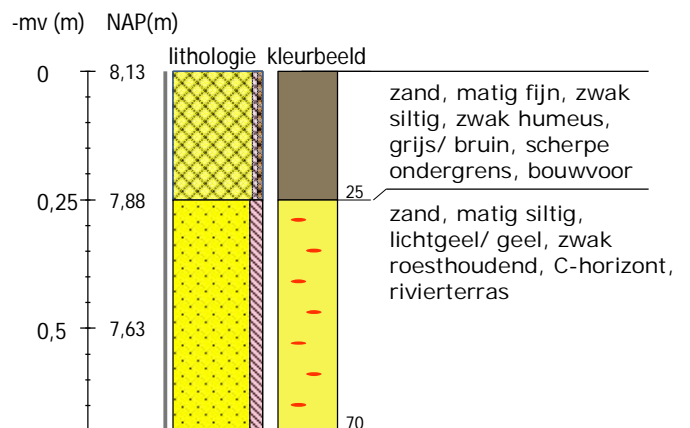 -mv (m) NAP(m)
lithologie kleurbeeld
0 8,13
zand, matig fijn, zwak
siltig, zwak humeus,
grijs/ bruin, scherpe
ondergrens, bouwvoor
25
0,25 7,88
zand, matig siltig,
lichtgeel/ geel, zwak
roesthoudend, C-horizont,
rivierterras
0,5 7,63
70